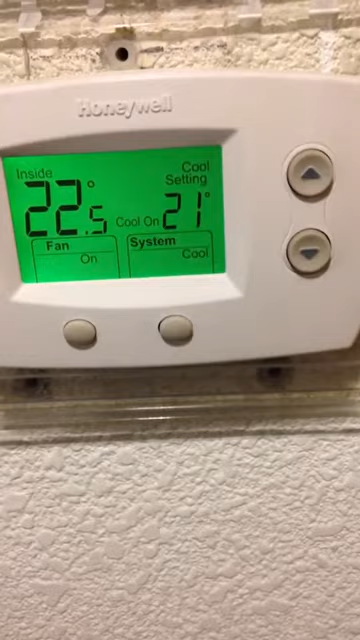 Honeywell
Inside
Cool
Setting
22.5°
Cool On
21°
Fan
On
System
Cool